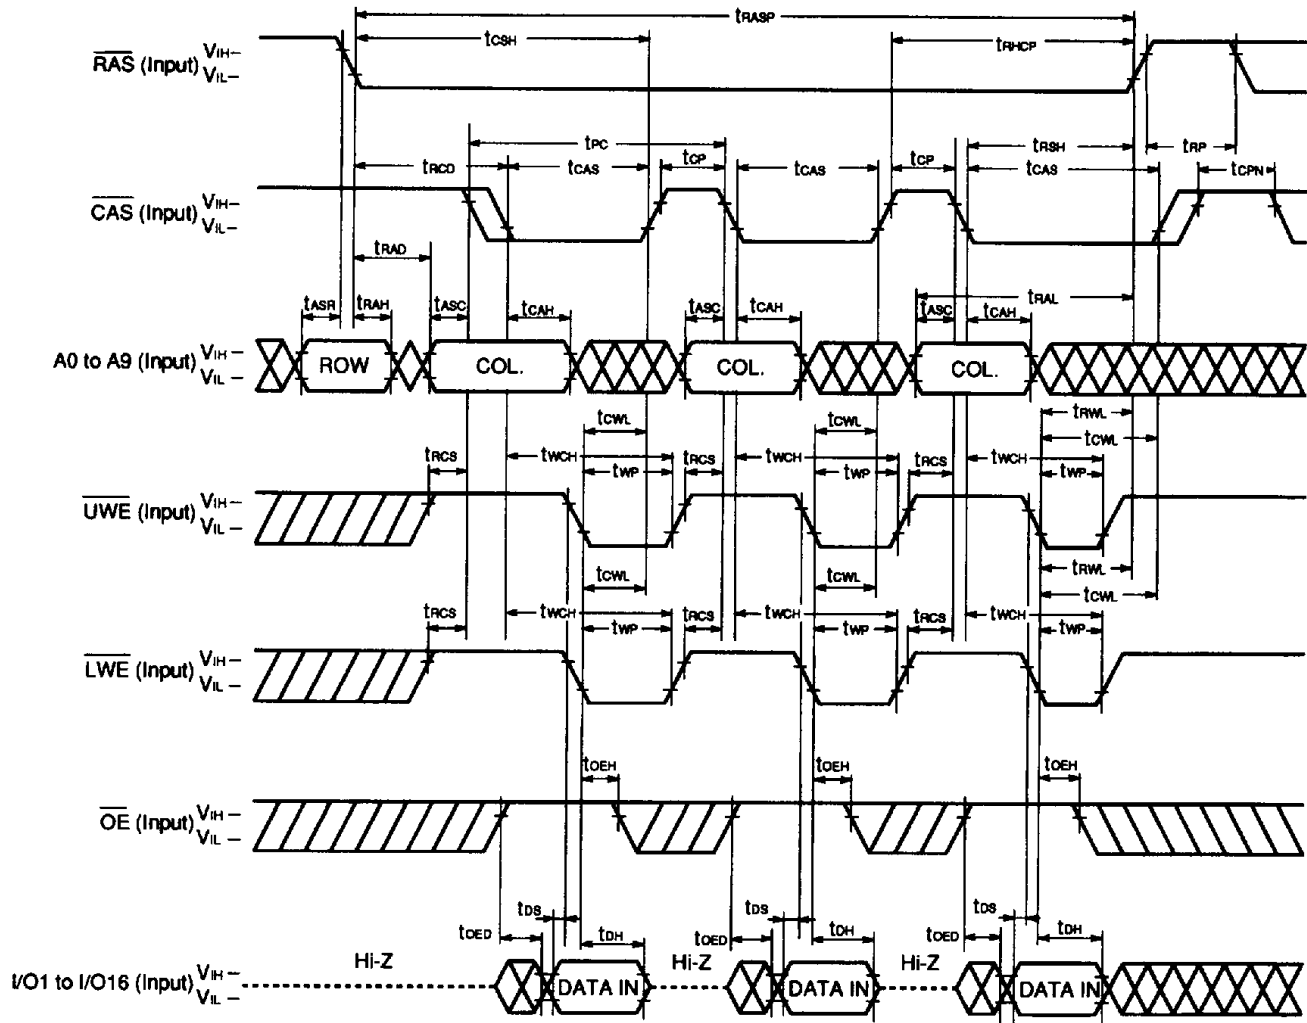 tRASP
tCSH
tRHCP
RAS (Input) VIH–
VIL–
tPC
tRCD
tCAS
tCP
tCAS
tCP
tRSH
tRP
tCAS
tCPN
CAS (Input) VIH–
VIL–
tRAD
tASR
tRAH
tASC
tCAH
tASC
tCAH
tRAL
tASC
tCAH
A0 to A9 (Input) VIH–
VIL–
ROW
COL.
COL.
COL.
tCWL
tCWL
tRWL
tCWL
tRCS
tWCH
tWP
tRCS
tWCH
tWP
tRCS
tWCH
tWP
UWE (Input) VIH–
VIL–
tCWL
tCWL
tRWL
tCWL
tRCS
tWCH
tWP
tRCS
tWCH
tWP
tRCS
tWCH
tWP
LWE (Input) VIH–
VIL–
tOEH
tOEH
tOEH
OE (Input) VIH–
VIL–
tDS
tDS
tDS
tOED
tDH
tOED
tDH
tOED
tDH
I/O1 to I/O16 (Input) VIH–
VIL–
Hi-Z
DATA IN
Hi-Z
DATA IN
Hi-Z
DATA IN